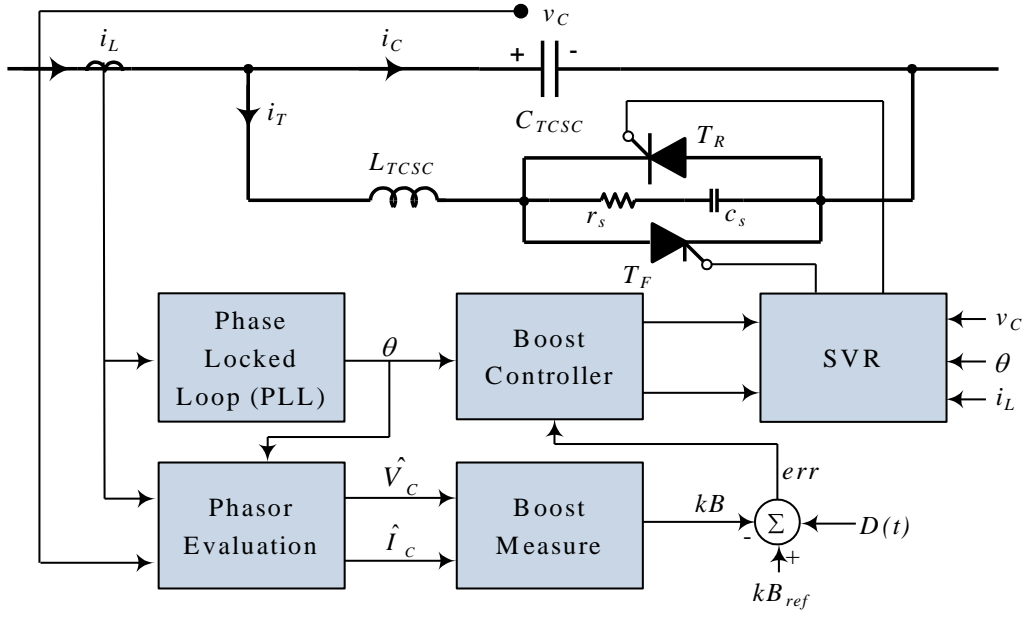 v_C
i_L
i_C
+ -
i_T
C_TCSC
T_R
L_TCSC
r_s
c_s
T_F
Phase
Locked
Loop (PLL)
θ
Boost
Controller
SVR
v_C
θ
i_L
Phasor
Evaluation
V̂_C
Î_C
Boost
Measure
kB
err
Σ
-
+
D(t)
kB_ref